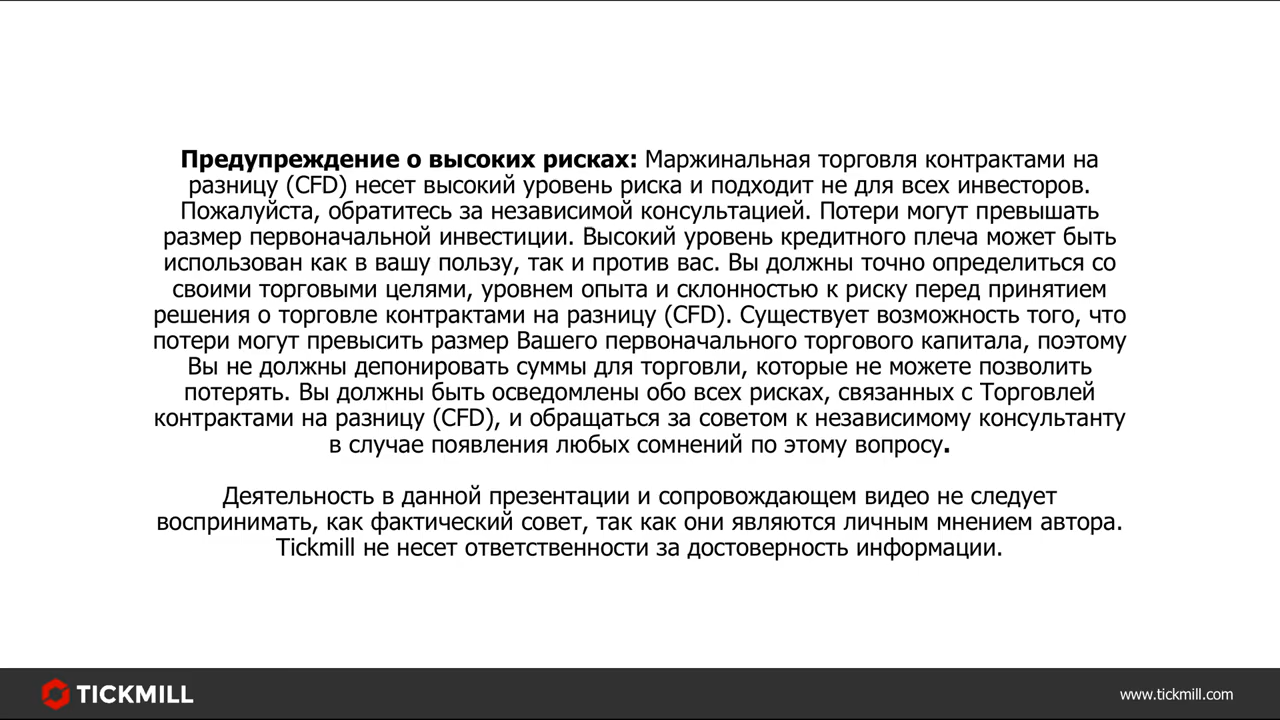 Предупреждение о высоких рисках: Маржинальная торговля контрактами на
разницу (CFD) несет высокий уровень риска и подходит не для всех инвесторов.
Пожалуйста, обратитесь за независимой консультацией. Потери могут превышать
размер первоначальной инвестиции. Высокий уровень кредитного плеча может быть
использован как в вашу пользу, так и против вас. Вы должны точно определиться со
своими торговыми целями, уровнем опыта и склонностью к риску перед принятием
решения о торговле контрактами на разницу (CFD). Существует возможность того, что
потери могут превысить размер Вашего первоначального торгового капитала, поэтому
Вы не должны депонировать суммы для торговли, которые не можете позволить
потерять. Вы должны быть осведомлены обо всех рисках, связанных с Торговлей
контрактами на разницу (CFD), и обращаться за советом к независимому консультанту
в случае появления любых сомнений по этому вопросу.
Деятельность в данной презентации и сопровождающем видео не следует
воспринимать, как фактический совет, так как они являются личным мнением автора.
Tickmill не несет ответственности за достоверность информации.
TICKMILL
www.tickmill.com